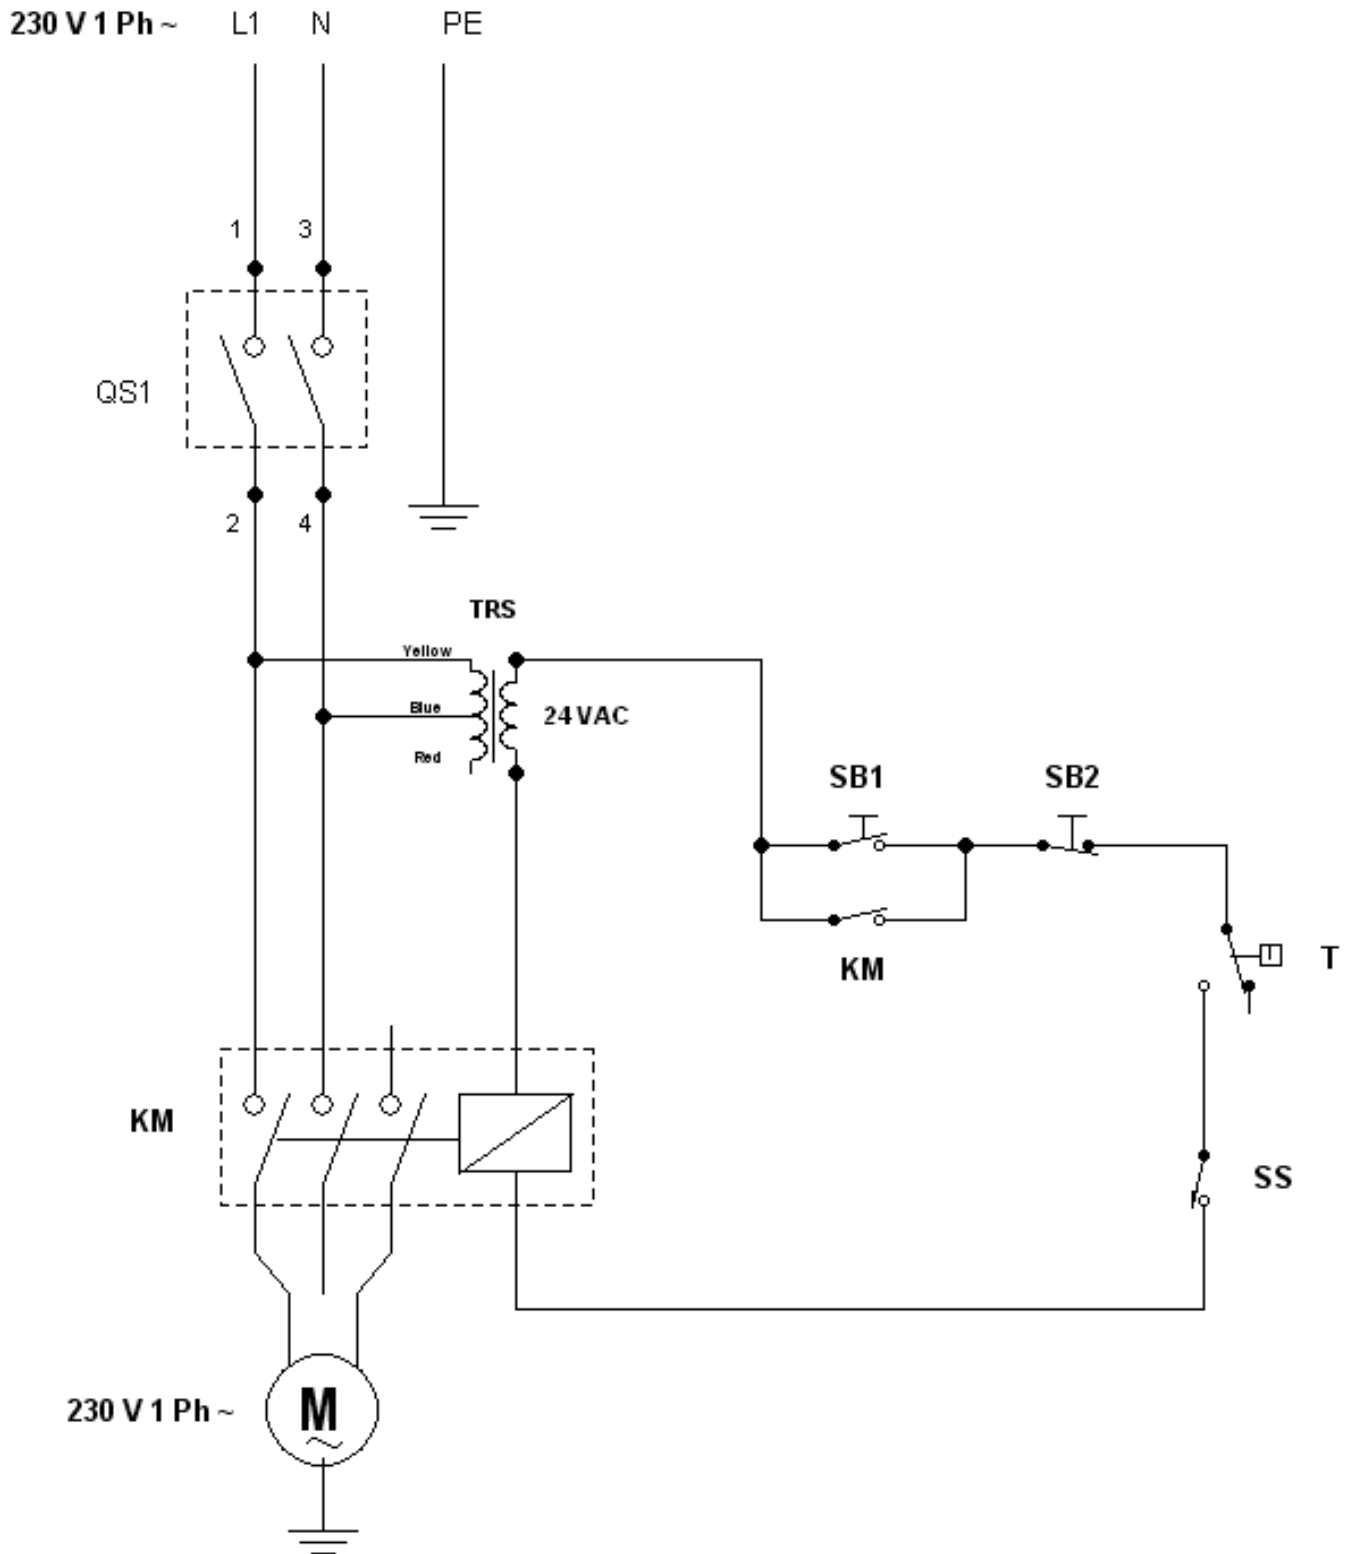 230 V 1 Ph ~ L1 N PE
1 3
QS1
2 4
TRS
Yellow
Blue
24 VAC
Red
SB1 SB2
KM
T
KM
SS
230 V 1 Ph ~
M
~